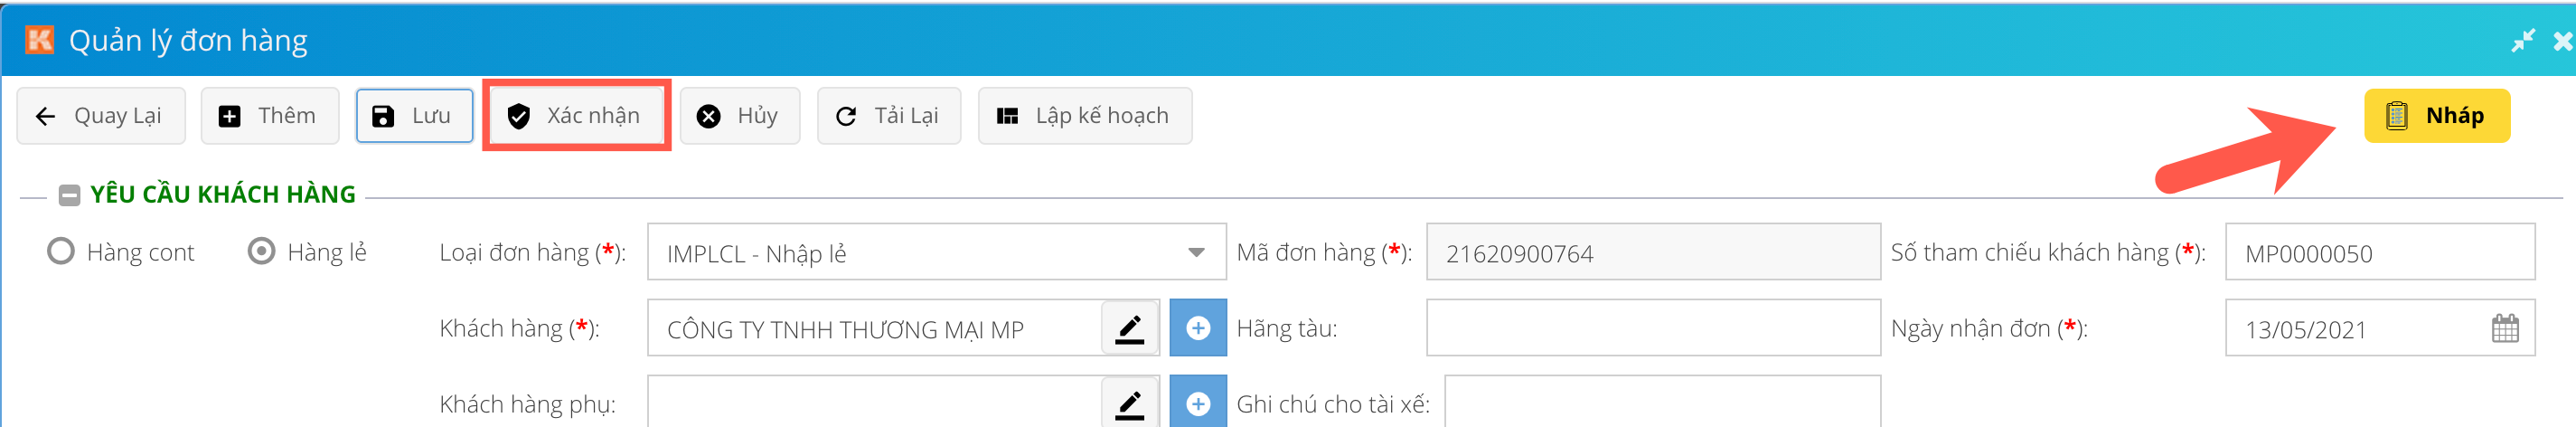 K Quản lý đơn hàng
Quay Lại Thêm Lưu Xác nhận Hủy Tải Lại Lập kế hoạch Nháp
YÊU CẦU KHÁCH HÀNG
Hàng cont Hàng lẻ Loại đơn hàng (*): IMPLCL - Nhập lẻ Mã đơn hàng (*): 21620900764 Số tham chiếu khách hàng (*): MP0000050
Khách hàng (*): CÔNG TY TNHH THƯƠNG MẠI MP Hãng tàu: Ngày nhận đơn (*): 13/05/2021
Khách hàng phụ: Ghi chú cho tài xế: